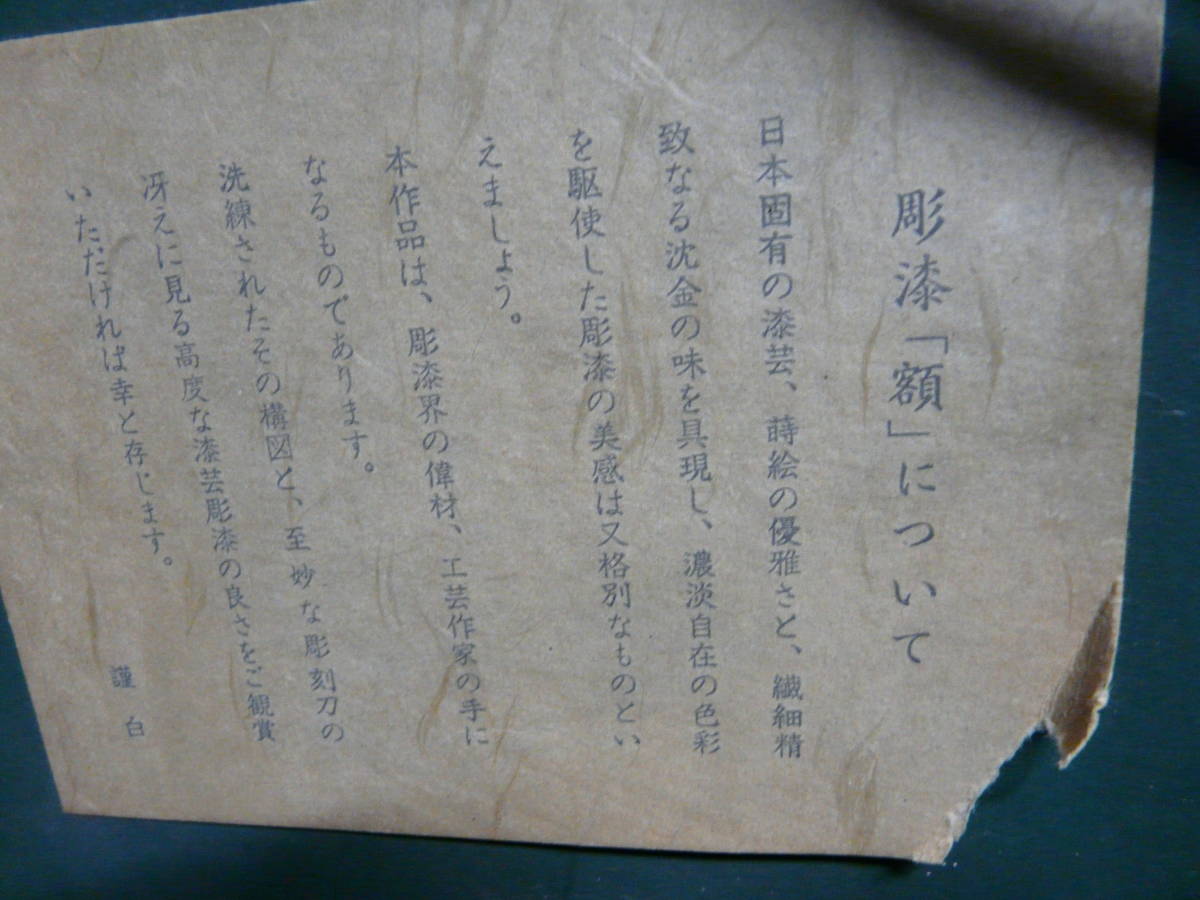 彫漆「額」について
日本固有の漆芸、蒔絵の優雅さと、繊細精
致なる沈金の味を具現し、濃淡自在の色彩
を駆使した彫漆の美感は又格別なものとい
えましょう。
本作品は、彫漆界の偉材、工芸作家の手に
なるものであります。
洗練されたその構図と、至妙な彫刻刀の
冴えに見る高度な漆芸彫漆の良さをご観賞
いただければ幸と存じます。
謹白